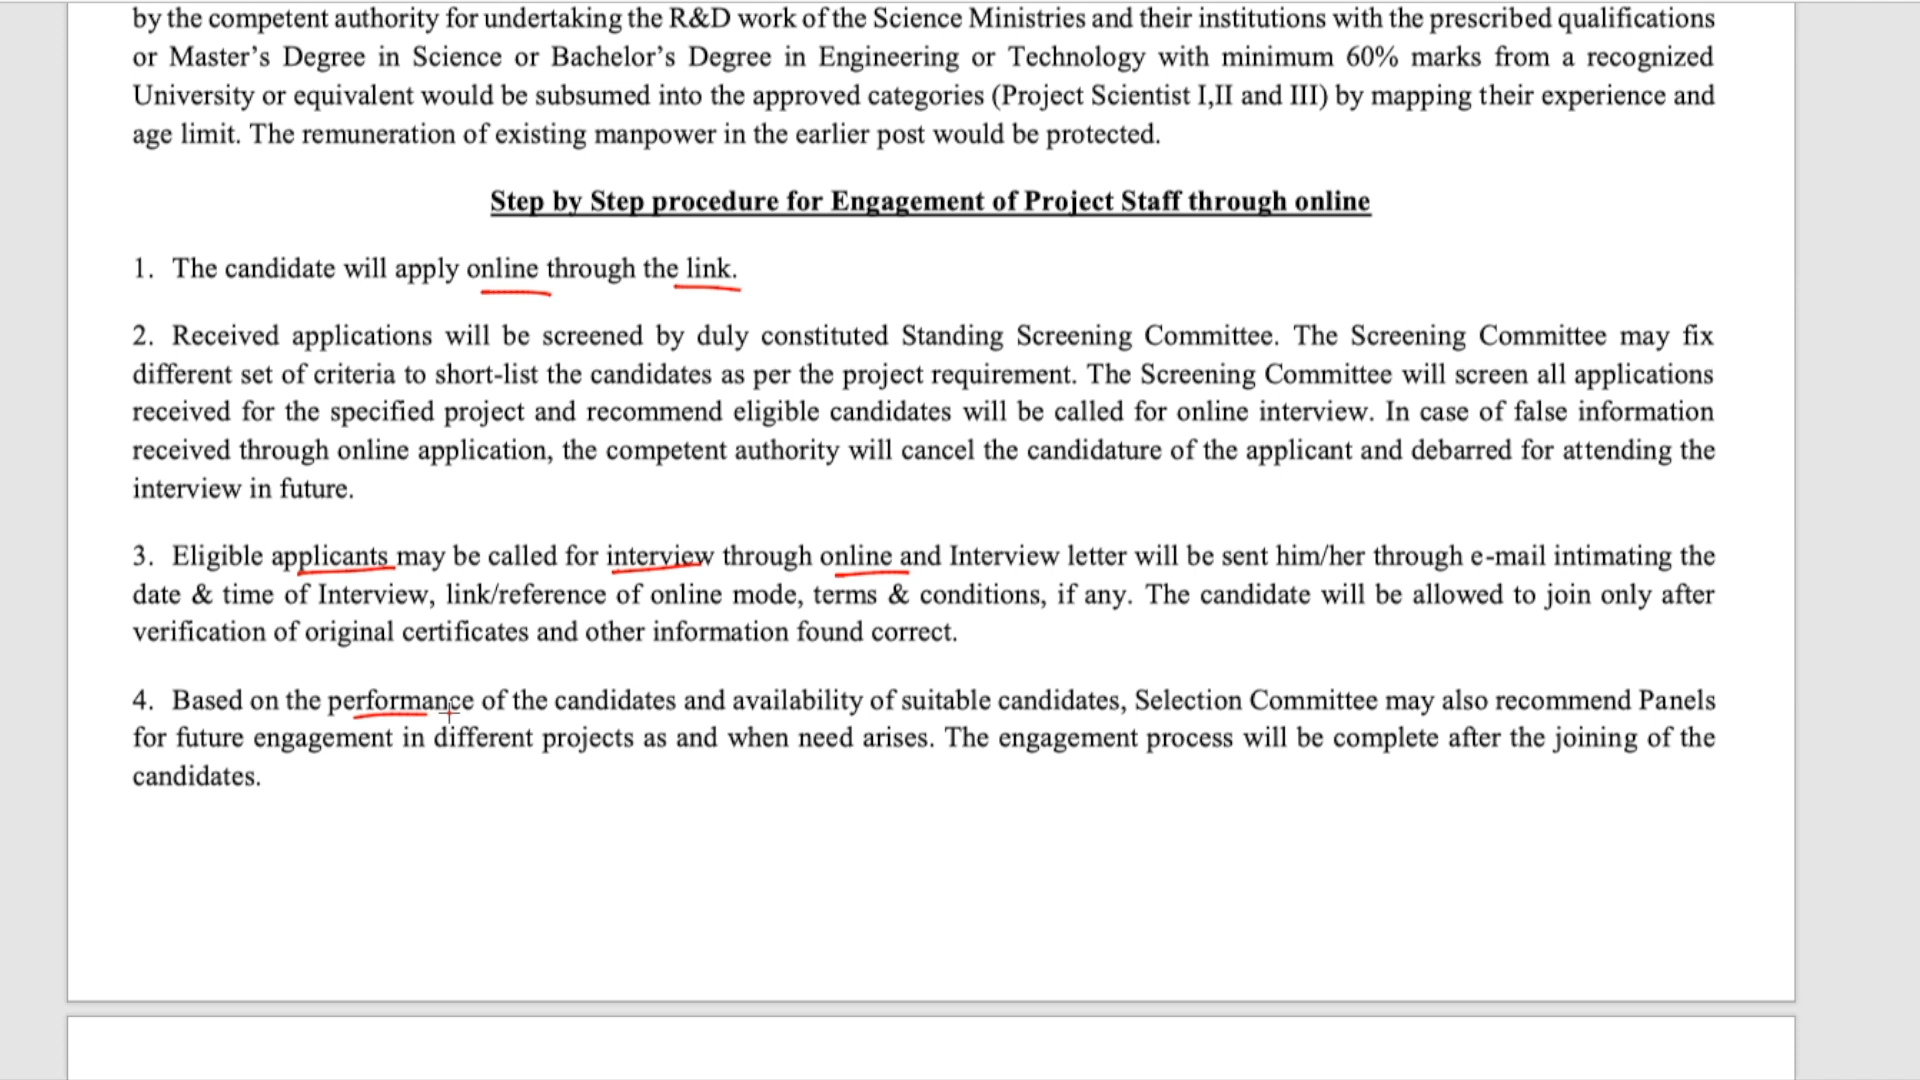 by the competent authority for undertaking the R&D work of the Science Ministries and their institutions with the prescribed qualifications
or Master’s Degree in Science or Bachelor’s Degree in Engineering or Technology with minimum 60% marks from a recognized
University or equivalent would be subsumed into the approved categories (Project Scientist I,II and III) by mapping their experience and
age limit. The remuneration of existing manpower in the earlier post would be protected.
Step by Step procedure for Engagement of Project Staff through online
1. The candidate will apply online through the link.
2. Received applications will be screened by duly constituted Standing Screening Committee. The Screening Committee may fix
different set of criteria to short-list the candidates as per the project requirement. The Screening Committee will screen all applications
received for the specified project and recommend eligible candidates will be called for online interview. In case of false information
received through online application, the competent authority will cancel the candidature of the applicant and debarred for attending the
interview in future.
3. Eligible applicants may be called for interview through online and Interview letter will be sent him/her through e-mail intimating the
date & time of Interview, link/reference of online mode, terms & conditions, if any. The candidate will be allowed to join only after
verification of original certificates and other information found correct.
4. Based on the performance of the candidates and availability of suitable candidates, Selection Committee may also recommend Panels
for future engagement in different projects as and when need arises. The engagement process will be complete after the joining of the
candidates.